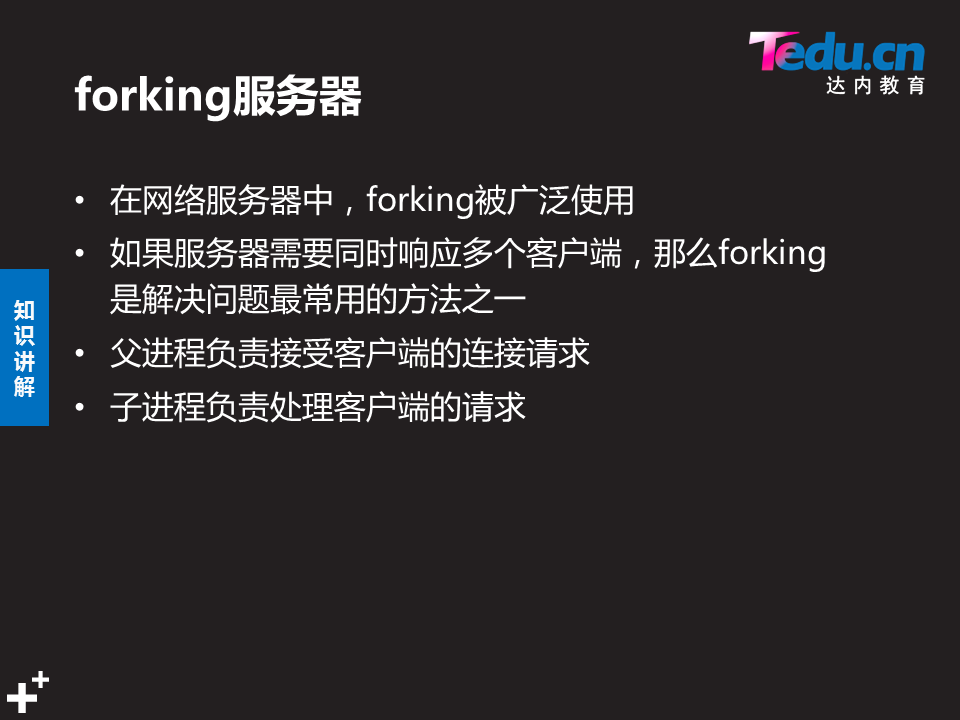 Tedu.cn
达内教育
forking服务器
• 在网络服务器中，forking被广泛使用
• 如果服务器需要同时响应多个客户端，那么forking
是解决问题最常用的方法之一
• 父进程负责接受客户端的连接请求
• 子进程负责处理客户端的请求
知
识
讲
解